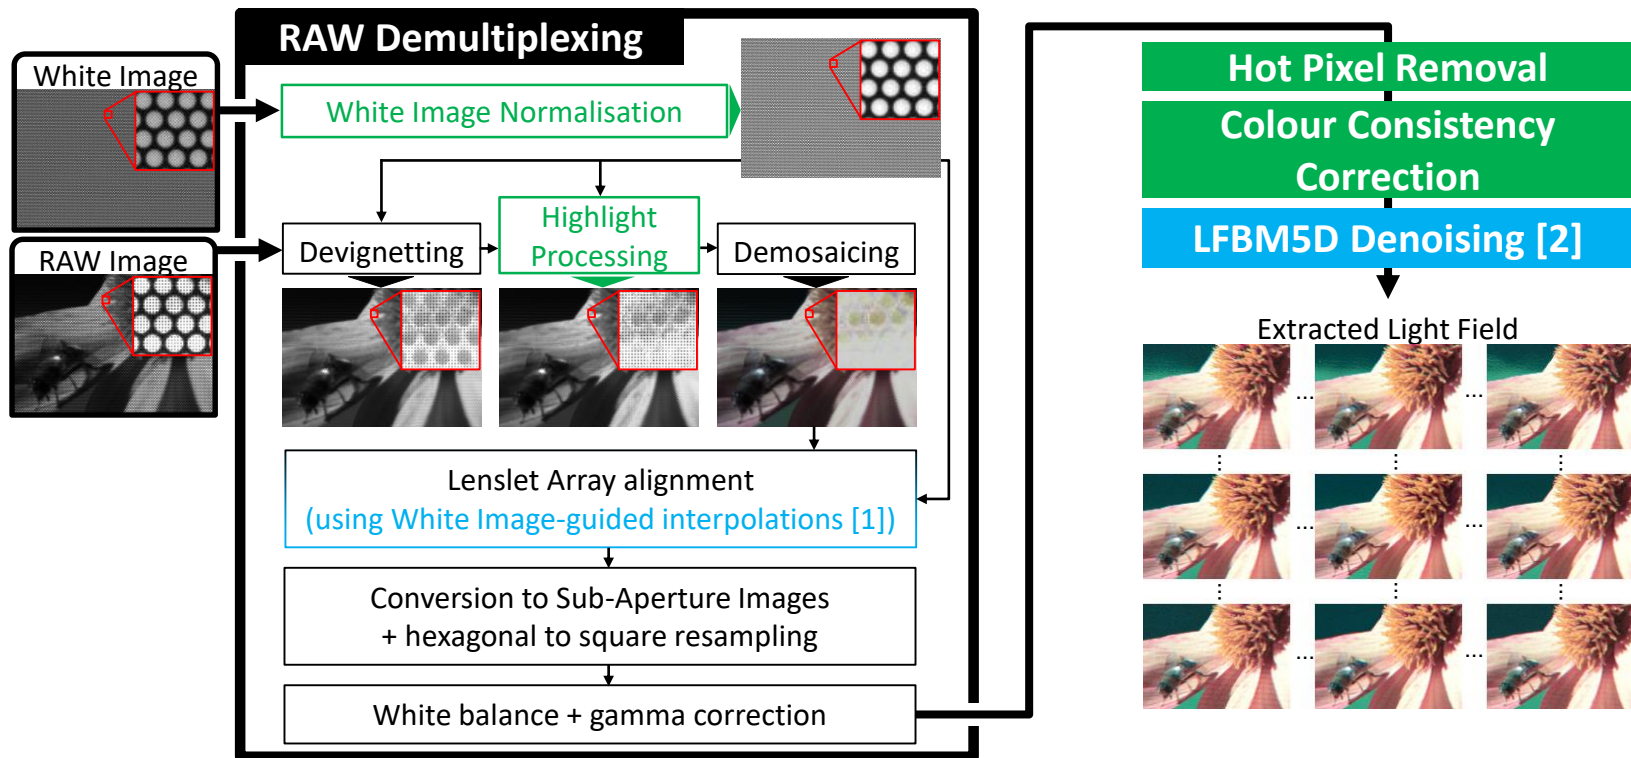 RAW Demultiplexing
White Image
White Image Normalisation
RAW Image
Devignetting
Highlight
Processing
Demosaicing
Lenslet Array alignment
(using White Image-guided interpolations [1])
Conversion to Sub-Aperture Images
+ hexagonal to square resampling
White balance + gamma correction
Hot Pixel Removal
Colour Consistency
Correction
LFBM5D Denoising [2]
Extracted Light Field
... ...
... ...
... ...